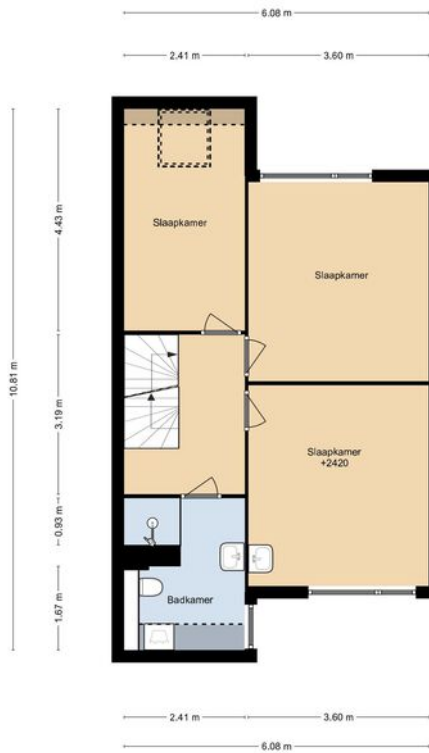 6.08 m
2.41 m
3.60 m
4.43 m
10.81 m
3.19 m
0.93 m
1.67 m
Slaapkamer
Slaapkamer
Slaapkamer
+2420
Badkamer
2.41 m
3.60 m
6.08 m